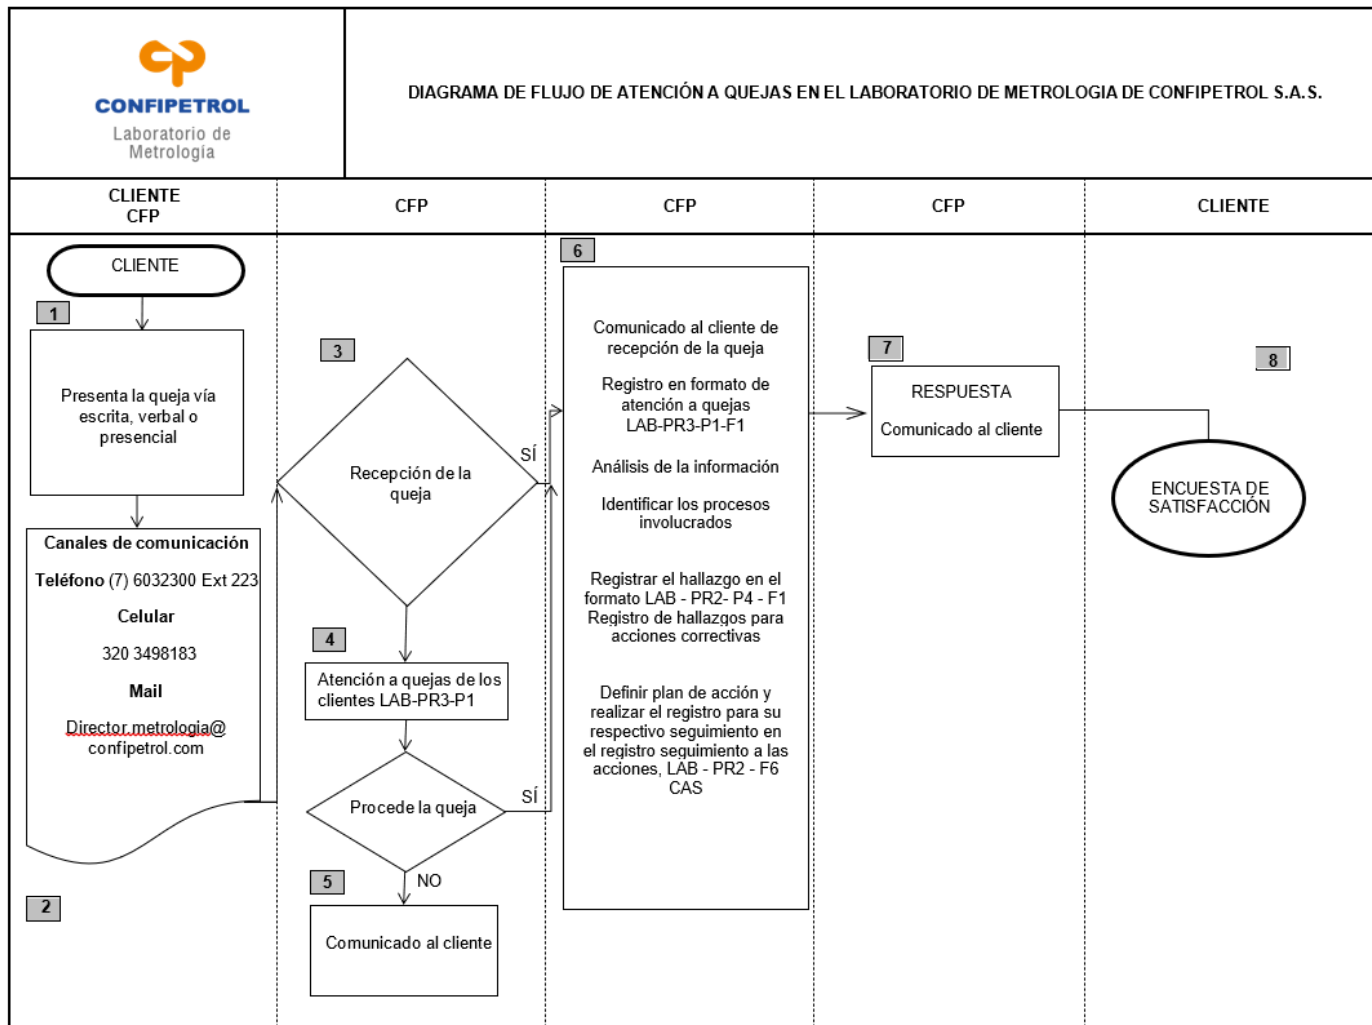 CONFIPETROL
Laboratorio de
Metrología
DIAGRAMA DE FLUJO DE ATENCIÓN A QUEJAS EN EL LABORATORIO DE METROLOGIA DE CONFIPETROL S.A.S.
CLIENTE
CFP
CFP
CFP
CFP
CLIENTE
CLIENTE
1
Presenta la queja vía
escrita, verbal o
presencial
Canales de comunicación
Teléfono (7) 6032300 Ext 223
Celular
320 3498183
Mail
Director.metrologia@
confipetrol.com
2
3
Recepción de la
queja
SÍ
4
Atención a quejas de los
clientes LAB-PR3-P1
Procede la queja
SÍ
NO
5
Comunicado al cliente
6
Comunicado al cliente de
recepción de la queja
Registro en formato de
atención a quejas
LAB-PR3-P1-F1
Análisis de la información
Identificar los procesos
involucrados
Registrar el hallazgo en el
formato LAB - PR2- P4 - F1
Registro de hallazgos para
acciones correctivas
Definir plan de acción y
realizar el registro para su
respectivo seguimiento en
el registro seguimiento a las
acciones, LAB - PR2 - F6
CAS
7
RESPUESTA
Comunicado al cliente
8
ENCUESTA DE
SATISFACCIÓN